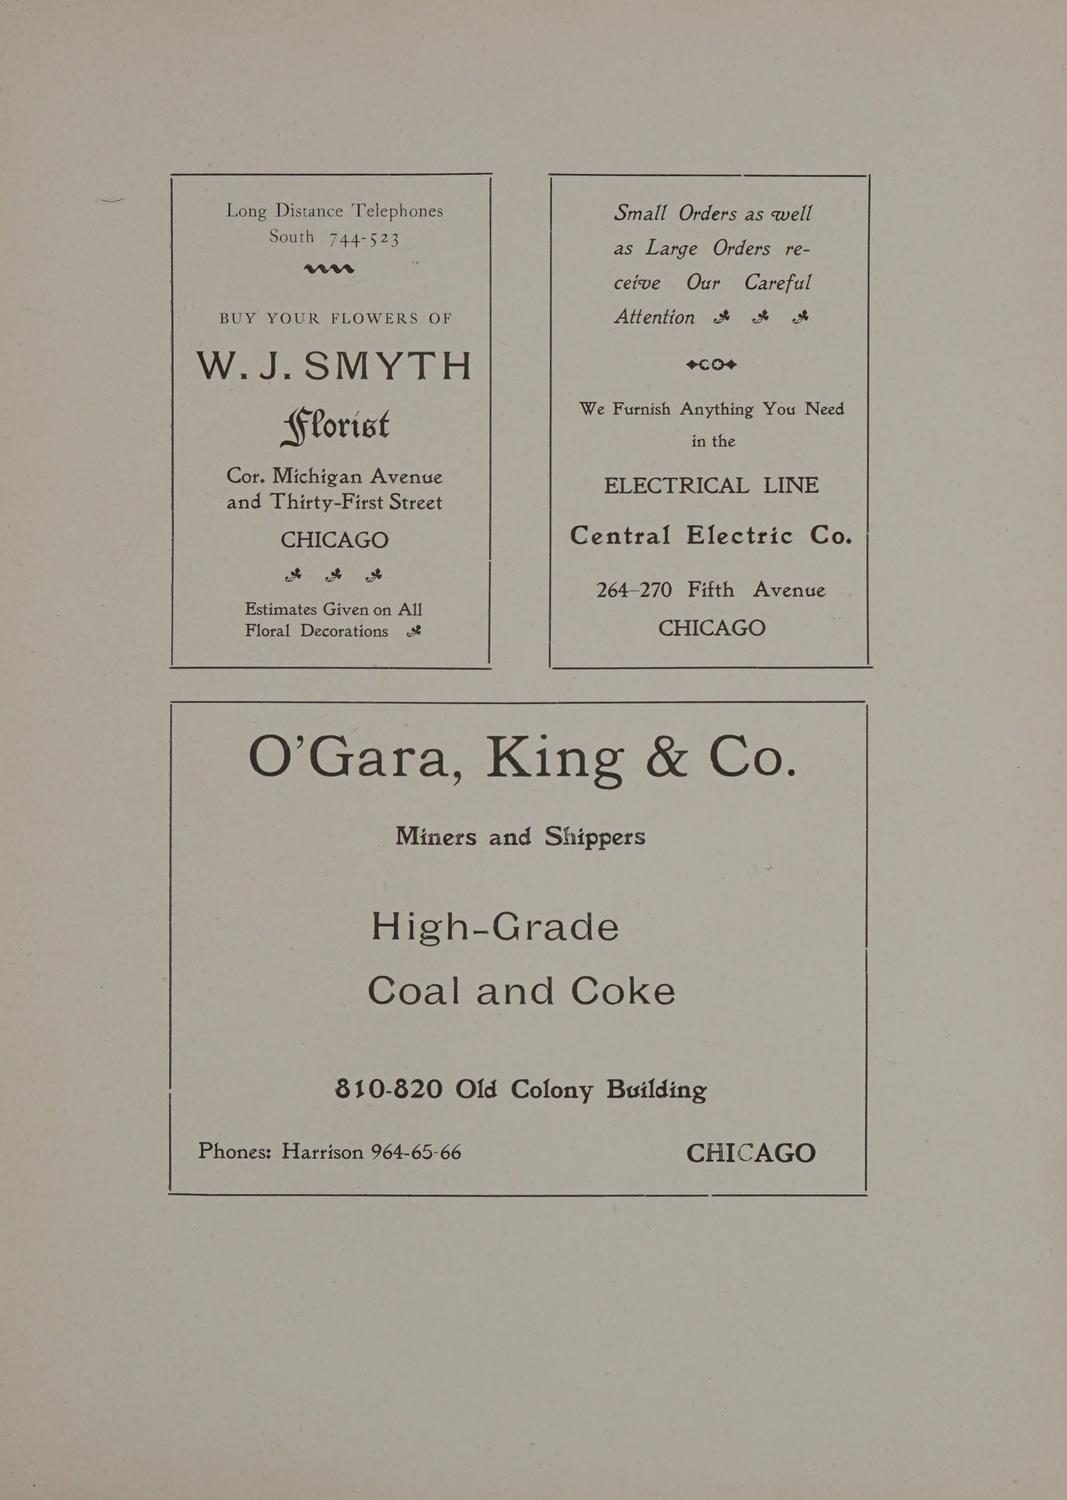 Long Distance Telephones
South 744-523
BUY YOUR FLOWERS OF
W. J. SMYTH
Florist
Cor. Michigan Avenue
and Thirty-First Street
CHICAGO
Estimates Given on All
Floral Decorations
Small Orders as well
as Large Orders re-
ceive Our Careful
Attention
We Furnish Anything You Need
in the
ELECTRICAL LINE
Central Electric Co.
264-270 Fifth Avenue
CHICAGO
O'Gara, King & Co.
Miners and Shippers
High-Grade
Coal and Coke
810-820 Old Colony Building
Phones: Harrison 964-65-66
CHICAGO